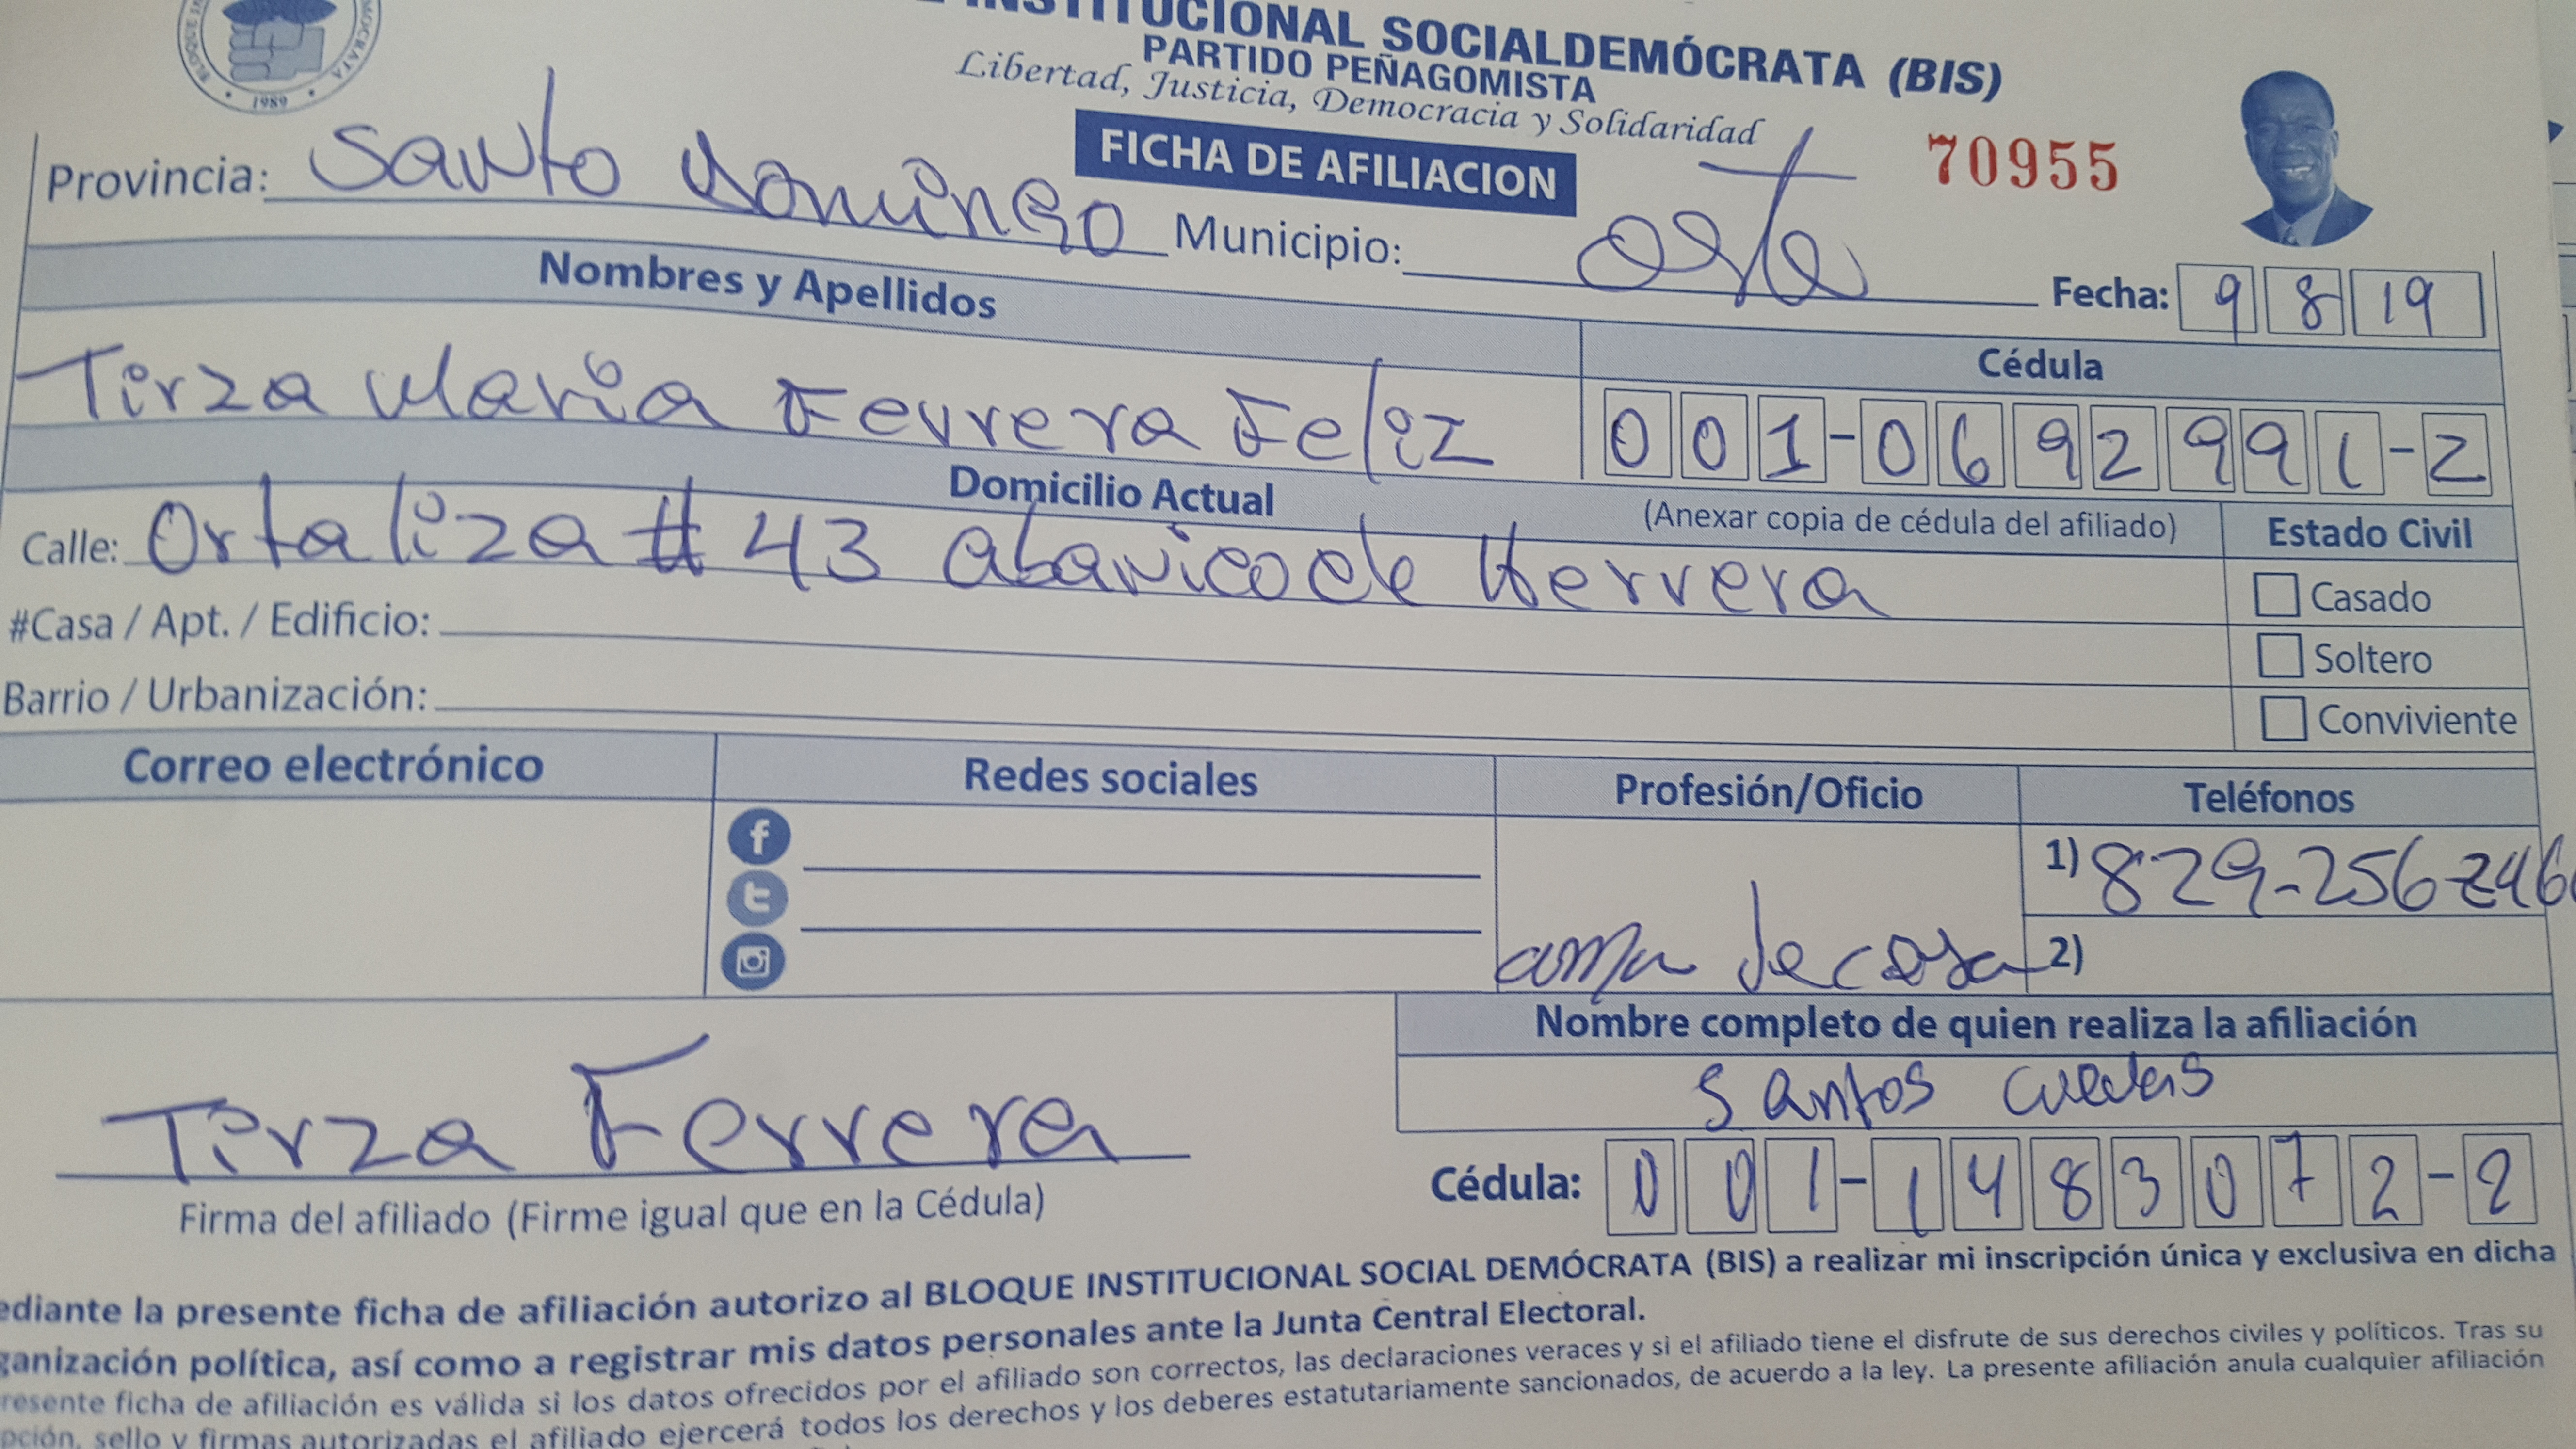 INSTITUCIONAL SOCIALDEMÓCRATA (BIS)
PARTIDO PEÑAGOMISTA
Libertad, Justicia, Democracia y Solidaridad
1989
FICHA DE AFILIACION
70955
Provincia: Santo Domingo Municipio: oeste
Fecha: 9 8 19
Nombres y Apellidos
Cédula
Tirza Maria Ferrera Feliz
001-0692991-2
Domicilio Actual
(Anexar copia de cédula del afiliado)
Estado Civil
Calle: Ortaliza # 43 abanico de Herrera
Casado
#Casa / Apt. / Edificio:
Soltero
Barrio / Urbanización:
Conviviente
Correo electrónico
Redes sociales
Profesión/Oficio
Teléfonos
1) 829-256-246
ama de casa
2)
Nombre completo de quien realiza la afiliación
Santos Cuevas
Tirza Ferrera
Cédula: 001-1483072-2
Firma del afiliado (Firme igual que en la Cédula)
ediante la presente ficha de afiliación autorizo al BLOQUE INSTITUCIONAL SOCIAL DEMÓCRATA (BIS) a realizar mi inscripción única y exclusiva en dicha
ganización política, así como a registrar mis datos personales ante la Junta Central Electoral.
resente ficha de afiliación es válida si los datos ofrecidos por el afiliado son correctos, las declaraciones veraces y si el afiliado tiene el disfrute de sus derechos civiles y políticos. Tras su
pción, sello y firmas autorizadas el afiliado ejercerá todos los derechos y los deberes estatutariamente sancionados, de acuerdo a la ley. La presente afiliación anula cualquier afiliación